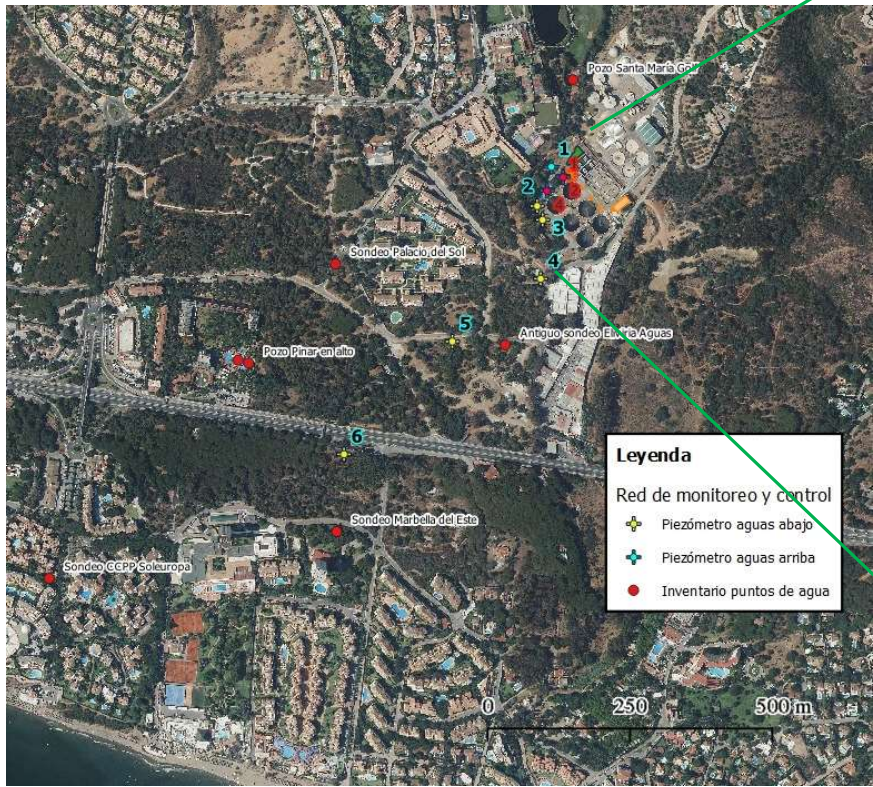 Pozo Santa María Golf
1
2
3
4
4
Sondeo Palacio del Sol
5
Antiguo sondeo Elviria Aguas
Pozo Pinar en alto
6
Sondeo Marbella del Este
Sondeo CCPP Soleuropa
Leyenda
Red de monitoreo y control
Piezómetro aguas abajo
Piezómetro aguas arriba
Inventario puntos de agua
0 250 500 m